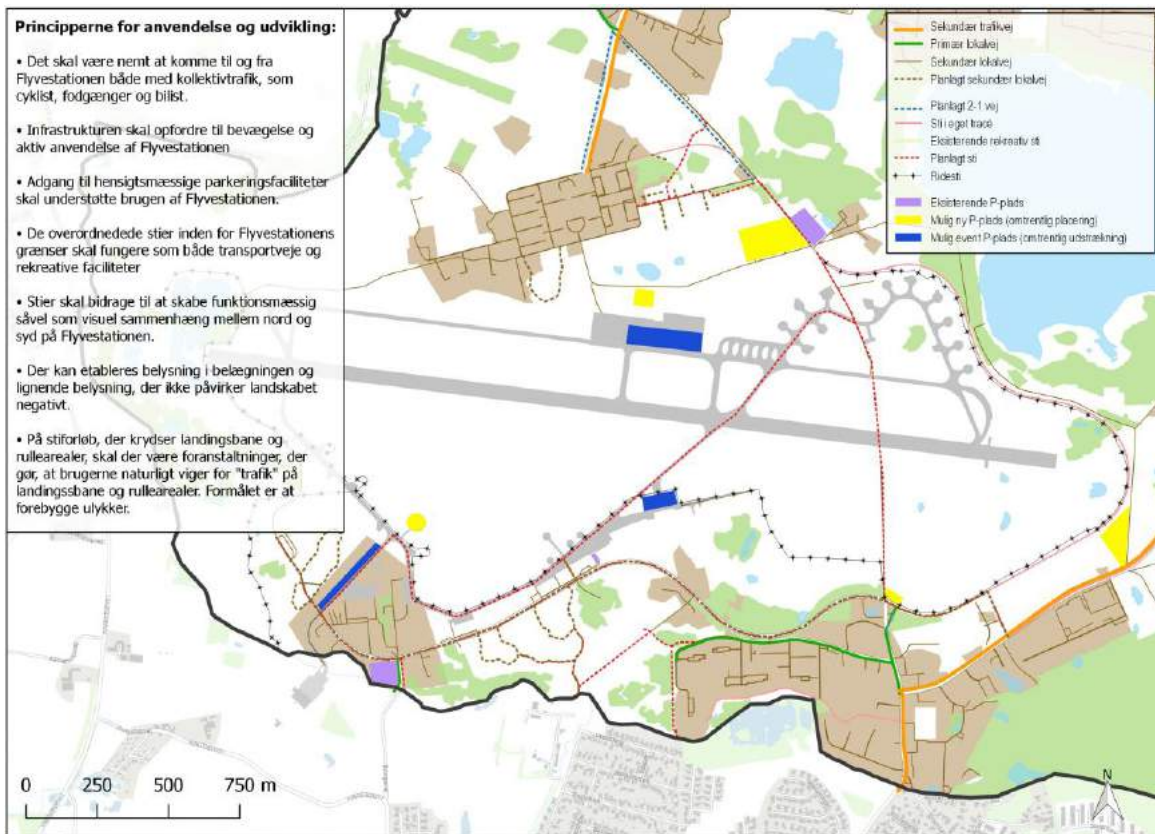 Principperne for anvendelse og udvikling:
• Det skal være nemt at komme til og fra
Flyvestationen både med kollektivtrafik, som
cyklist, fodgænger og bilist.
• Infrastrukturen skal opfordre til bevægelse og
aktiv anvendelse af Flyvestationen
• Adgang til hensigtsmæssige parkeringsfaciliteter
skal understøtte brugen af Flyvestationen.
• De overordnedede stier inden for Flyvestationens
grænser skal fungere som både transportveje og
rekreative faciliteter
• Stier skal bidrage til at skabe funktionsmæssig
såvel som visuel sammenhæng mellem nord og
syd på Flyvestationen.
• Der kan etableres belysning i belægningen og
lignende belysning, der ikke påvirker landskabet
negativt.
• På stiforløb, der krydser landingsbane og
rullearealer, skal der være foranstaltninger, der
gør, at brugerne naturligt viger for "trafik" på
landingssbane og rullearealer. Formålet er at
forebygge ulykker.
Sekundær trafikvej
Primær lokalvej
Sekundær lokalvej
Planlagt sekundær lokalvej
Planlagt 2-1 vej
Sti i eget tracé
Eksisterende rekreativ sti
Planlagt sti
Ridesti
Eksisterende P-plads
Mulig ny P-plads (omtrentlig placering)
Mulig event P-plads (omtrentlig udstrækning)
0 250 500 750 m
N